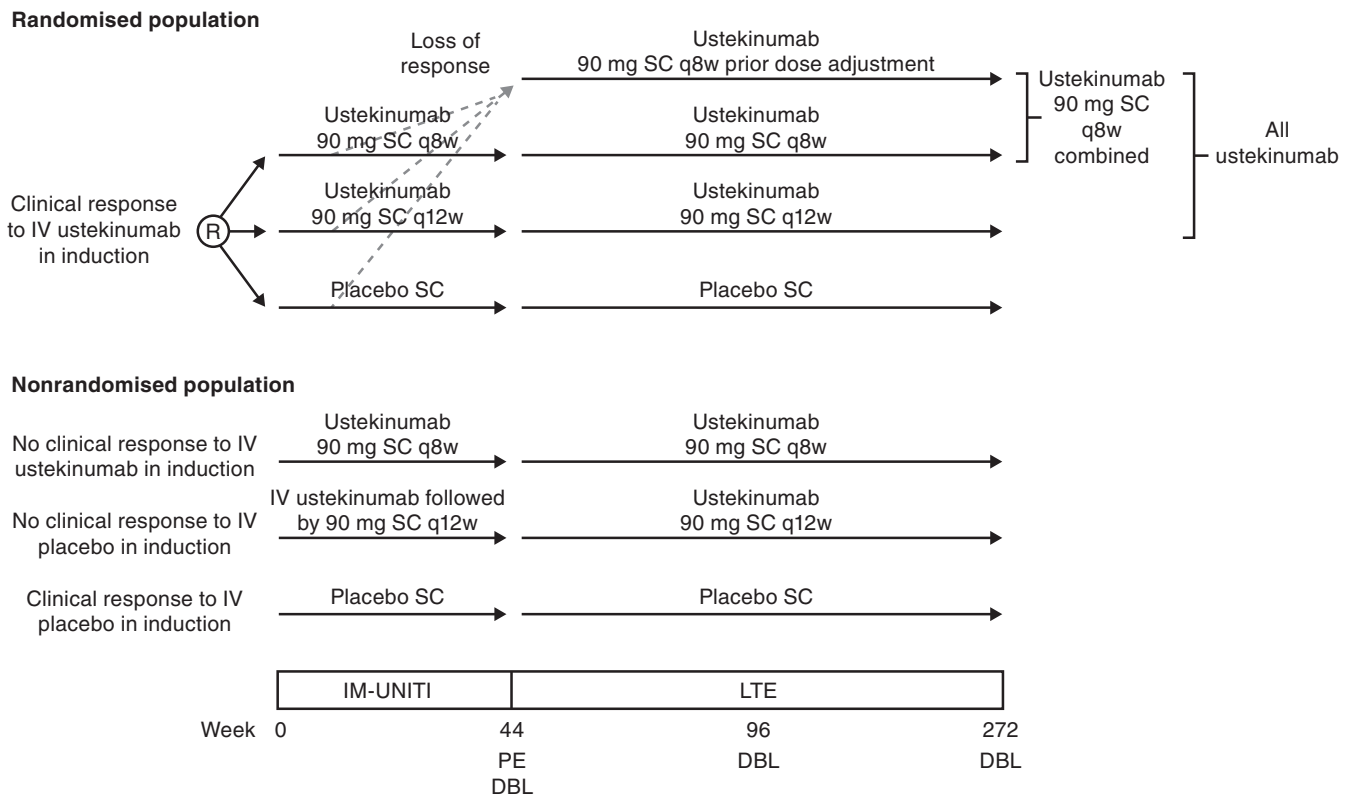 Randomised population
Loss of
response
Ustekinumab
90 mg SC q8w prior dose adjustment
Ustekinumab
90 mg SC
q8w
combined
All
ustekinumab
Ustekinumab
90 mg SC q8w
Ustekinumab
90 mg SC q8w
Clinical response
to IV ustekinumab
in induction
R
Ustekinumab
90 mg SC q12w
Ustekinumab
90 mg SC q12w
Placebo SC
Placebo SC
Nonrandomised population
No clinical response to IV
ustekinumab in induction
Ustekinumab
90 mg SC q8w
Ustekinumab
90 mg SC q8w
No clinical response to IV
placebo in induction
IV ustekinumab followed
by 90 mg SC q12w
Ustekinumab
90 mg SC q12w
Clinical response to IV
placebo in induction
Placebo SC
Placebo SC
IM-UNITI
LTE
Week 0 44 96 272
PE DBL DBL
DBL